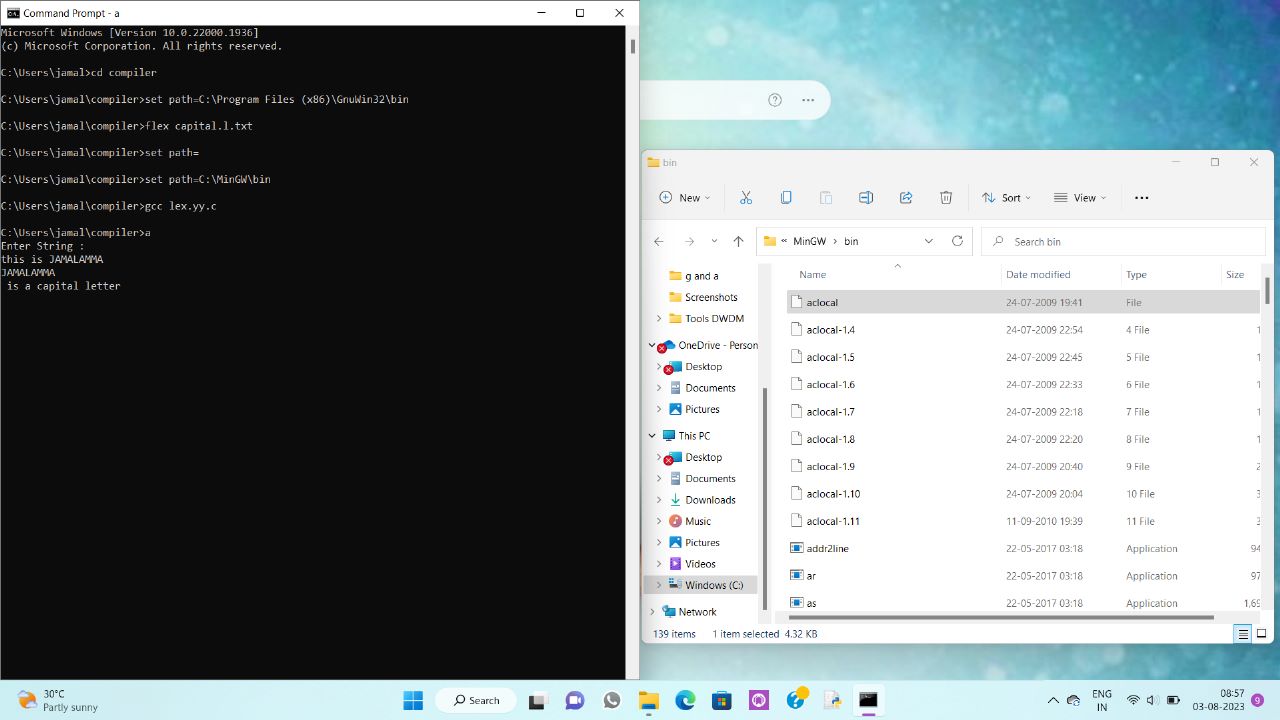 Command Prompt - a
Microsoft Windows [Version 10.0.22000.1936]
(c) Microsoft Corporation. All rights reserved.
C:\Users\jamal>cd compiler
C:\Users\jamal\compiler>set path=C:\Program Files (x86)\GnuWin32\bin
C:\Users\jamal\compiler>flex capital.l.txt
C:\Users\jamal\compiler>set path=
C:\Users\jamal\compiler>set path=C:\MinGW\bin
C:\Users\jamal\compiler>gcc lex.yy.c
C:\Users\jamal\compiler>a
Enter String :
this is JAMALAMMA
JAMALAMMA
is a capital letter
bin
New
Sort
View
« MinGW > bin
Search bin
g and a
Screenshots
Tools DWDM
OneDrive - Person
Desktop
Documents
Pictures
This PC
Desktop
Documents
Downloads
Music
Pictures
Videos
Windows (C:)
Network
Name Date modified Type Size
aclocal 24-07-2009 19:41 File
aclocal-1.4 24-07-2009 22:54 4 File
aclocal-1.5 24-07-2009 22:45 5 File
aclocal-1.6 24-07-2009 22:33 6 File
aclocal-1.7 24-07-2009 22:18 7 File
aclocal-1.8 24-07-2009 22:20 8 File
aclocal-1.9 24-07-2009 20:40 9 File
aclocal-1.10 24-07-2009 20:04 10 File
aclocal-1.11 11-09-2010 19:39 11 File
addr2line 22-05-2017 03:18 Application 94
ar 22-05-2017 03:18 Application 97
as 22-05-2017 03:18 Application 1,69
139 items 1 item selected 4.32 KB
30°C
Partly sunny
Search
ENG
IN
08:57
03-08-2023
9